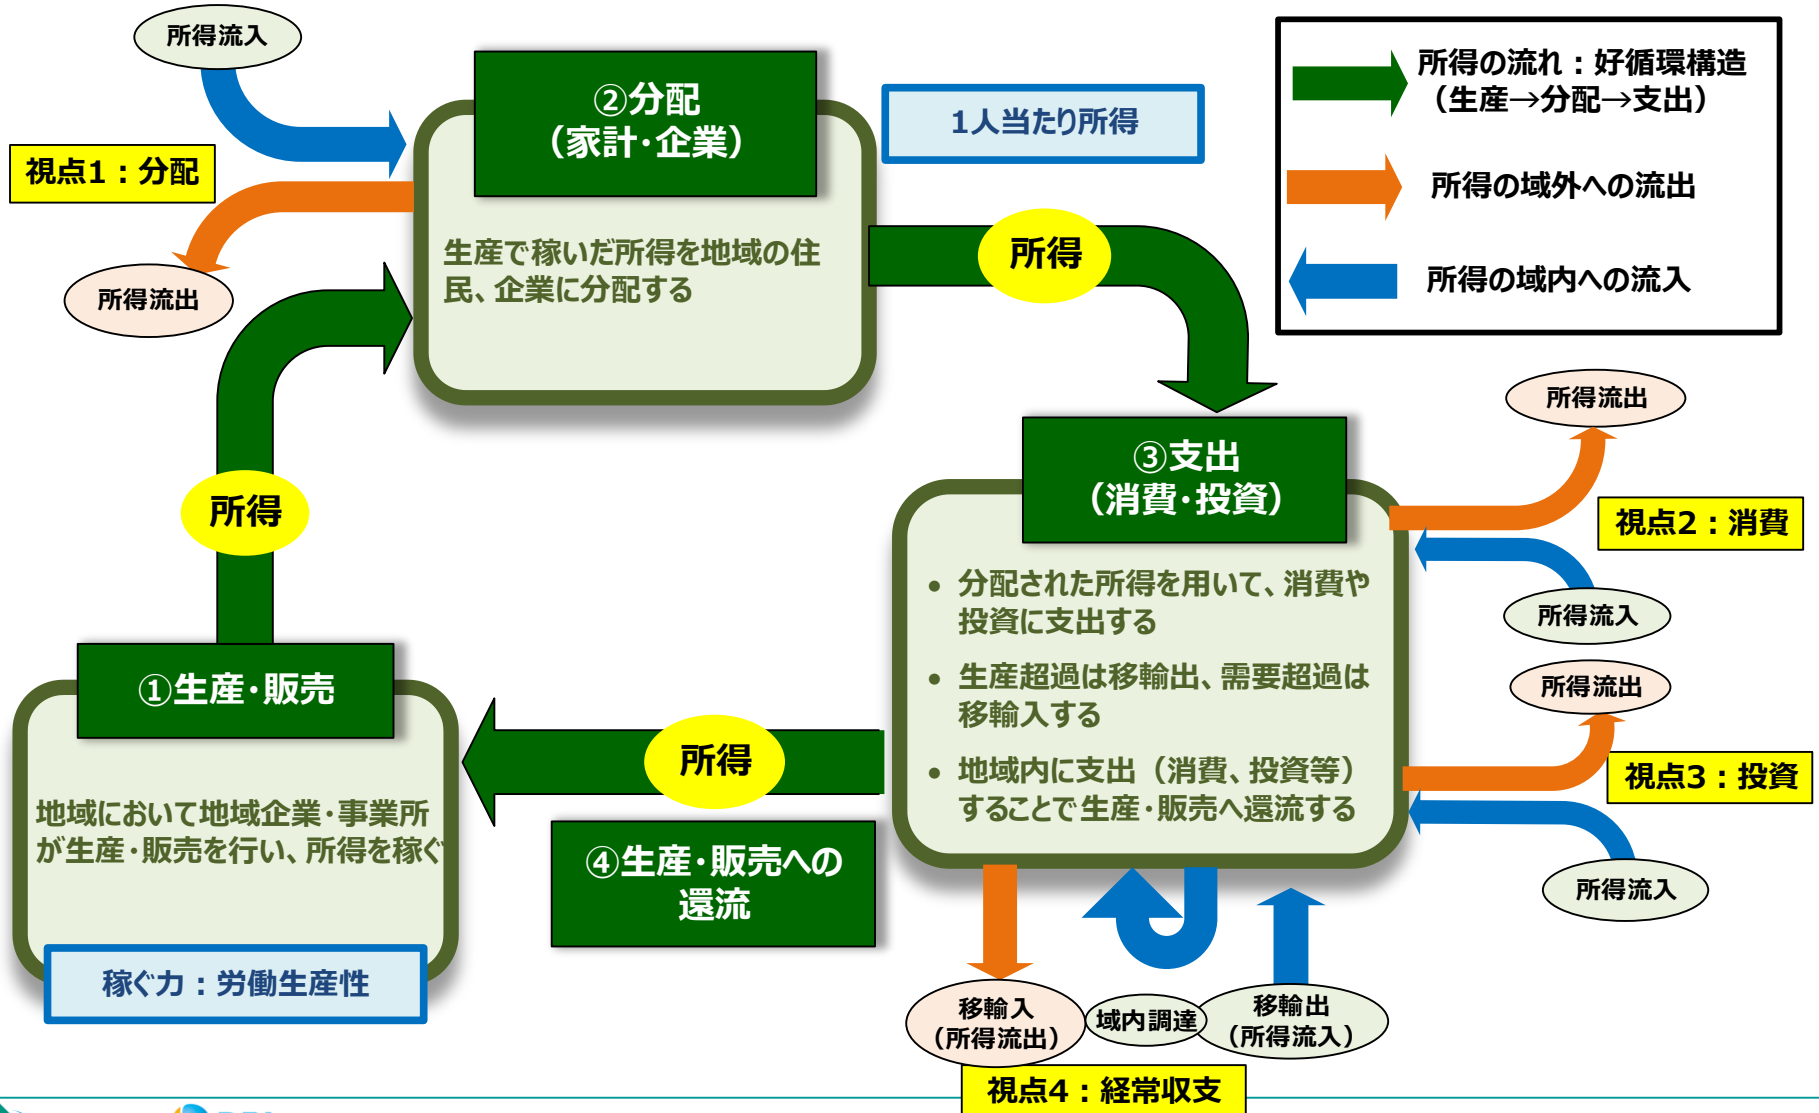 所得流入
②分配
（家計・企業）
1人当たり所得
視点1：分配
生産で稼いだ所得を地域の住
民、企業に分配する
所得流出
所得
所得の流れ：好循環構造
（生産→分配→支出）
所得の域外への流出
所得の域内への流入
所得
③支出
（消費・投資）
所得流出
視点2：消費
所得流入
• 分配された所得を用いて、消費や
投資に支出する
• 生産超過は移輸出、需要超過は
移輸入する
• 地域内に支出（消費、投資等）
することで生産・販売へ還流する
所得流出
視点3：投資
所得流入
①生産・販売
地域において地域企業・事業所
が生産・販売を行い、所得を稼ぐ
稼ぐ力：労働生産性
所得
④生産・販売への
還流
移輸入
（所得流出）
域内調達
移輸出
（所得流入）
視点4：経常収支